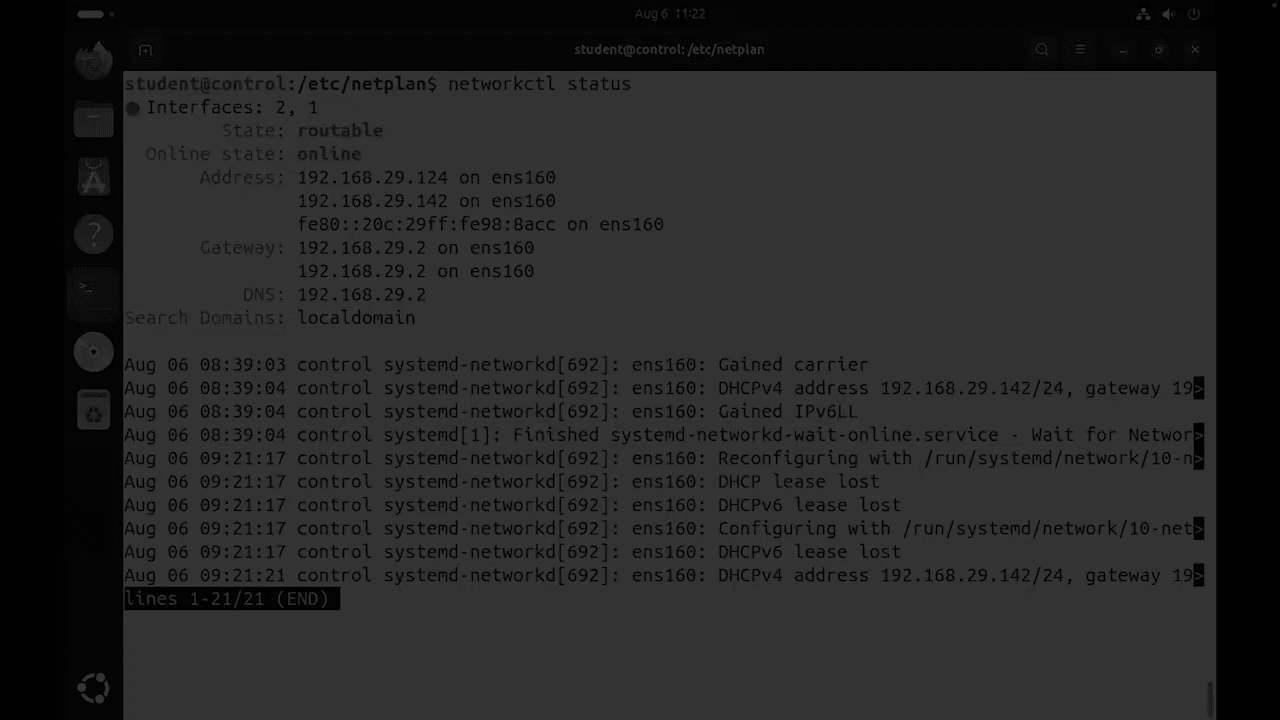 Aug 6 11:22
student@control: /etc/netplan
student@control:/etc/netplan$ networkctl status
● Interfaces: 2, 1
State: routable
Online state: online
Address: 192.168.29.124 on ens160
192.168.29.142 on ens160
fe80::20c:29ff:fe98:8acc on ens160
Gateway: 192.168.29.2 on ens160
192.168.29.2 on ens160
DNS: 192.168.29.2
Search Domains: localdomain
Aug 06 08:39:03 control systemd-networkd[692]: ens160: Gained carrier
Aug 06 08:39:04 control systemd-networkd[692]: ens160: DHCPv4 address 192.168.29.142/24, gateway 19>
Aug 06 08:39:04 control systemd-networkd[692]: ens160: Gained IPv6LL
Aug 06 08:39:04 control systemd[1]: Finished systemd-networkd-wait-online.service - Wait for Networ>
Aug 06 09:21:17 control systemd-networkd[692]: ens160: Reconfiguring with /run/systemd/network/10-n>
Aug 06 09:21:17 control systemd-networkd[692]: ens160: DHCP lease lost
Aug 06 09:21:17 control systemd-networkd[692]: ens160: DHCPv6 lease lost
Aug 06 09:21:17 control systemd-networkd[692]: ens160: Configuring with /run/systemd/network/10-net>
Aug 06 09:21:17 control systemd-networkd[692]: ens160: DHCPv6 lease lost
Aug 06 09:21:21 control systemd-networkd[692]: ens160: DHCPv4 address 192.168.29.142/24, gateway 19>
lines 1-21/21 (END)